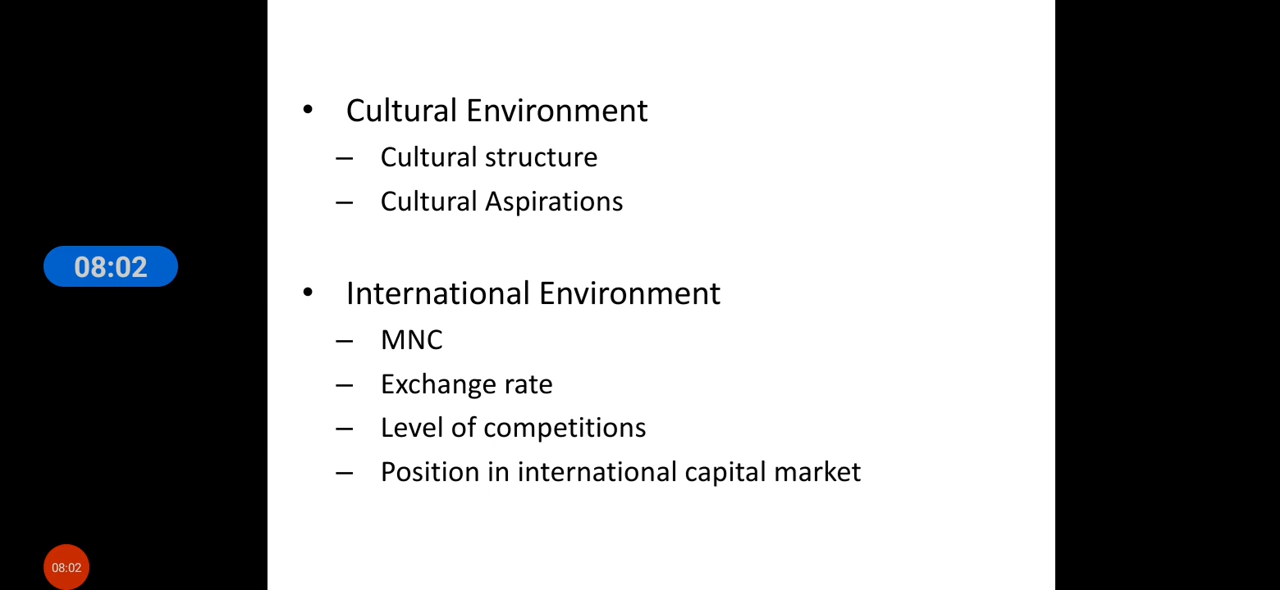 • Cultural Environment
– Cultural structure
– Cultural Aspirations
08:02
• International Environment
– MNC
– Exchange rate
– Level of competitions
– Position in international capital market
08:02